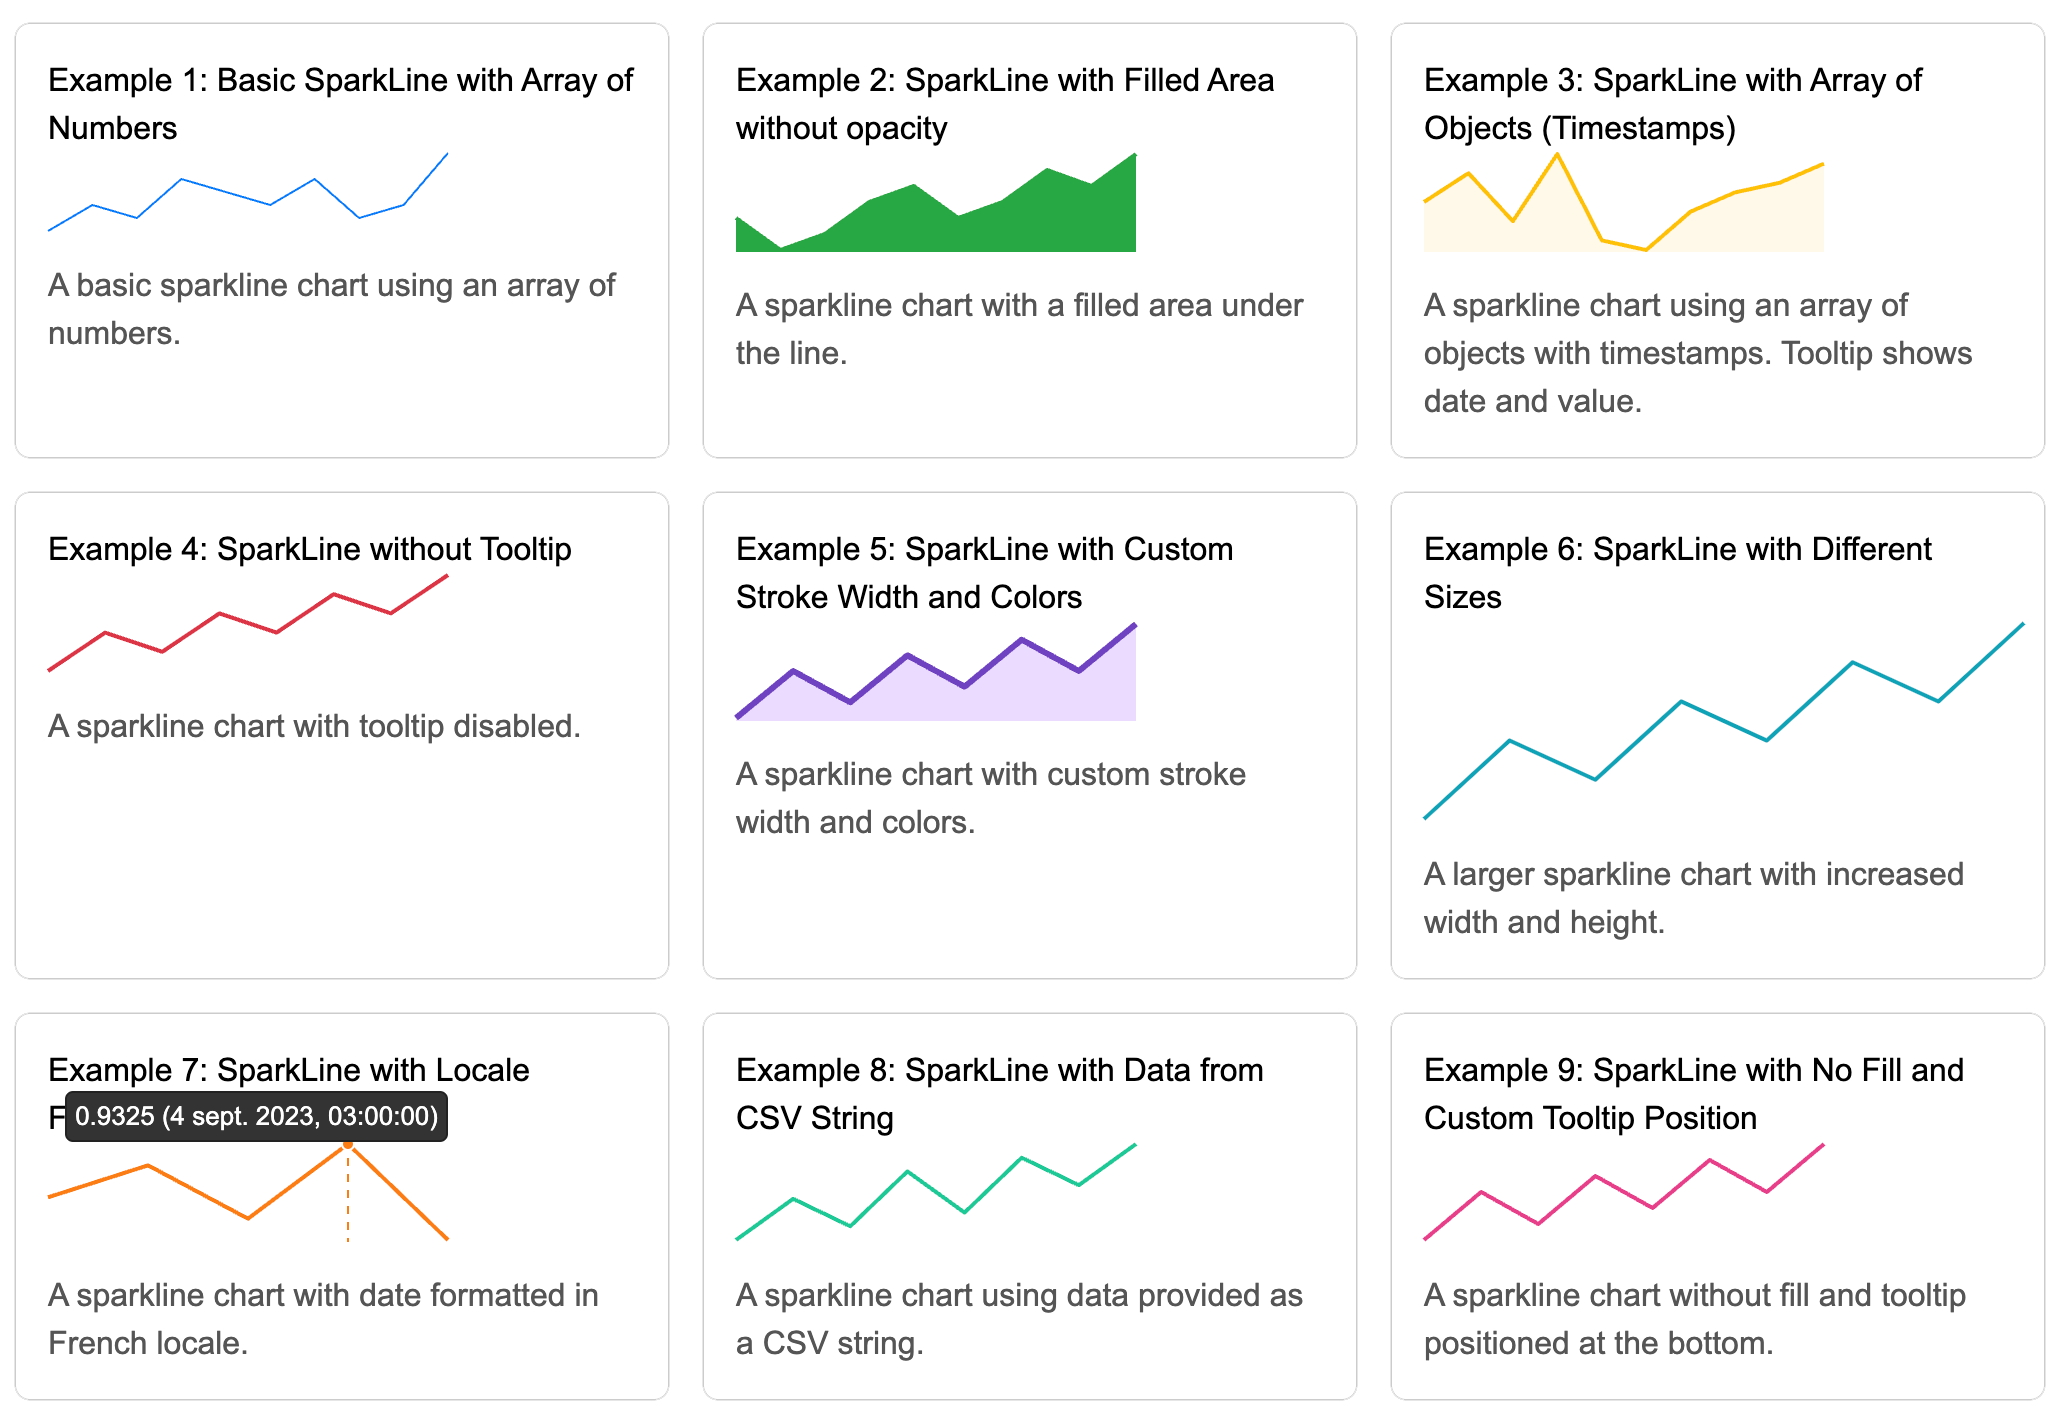 Example 1: Basic SparkLine with Array of
Numbers
A basic sparkline chart using an array of
numbers.
Example 2: SparkLine with Filled Area
without opacity
A sparkline chart with a filled area under
the line.
Example 3: SparkLine with Array of
Objects (Timestamps)
A sparkline chart using an array of
objects with timestamps. Tooltip shows
date and value.
Example 4: SparkLine without Tooltip
A sparkline chart with tooltip disabled.
Example 5: SparkLine with Custom
Stroke Width and Colors
A sparkline chart with custom stroke
width and colors.
Example 6: SparkLine with Different
Sizes
A larger sparkline chart with increased
width and height.
Example 7: SparkLine with Locale
0.9325 (4 sept. 2023, 03:00:00)
A sparkline chart with date formatted in
French locale.
Example 8: SparkLine with Data from
CSV String
A sparkline chart using data provided as
a CSV string.
Example 9: SparkLine with No Fill and
Custom Tooltip Position
A sparkline chart without fill and tooltip
positioned at the bottom.